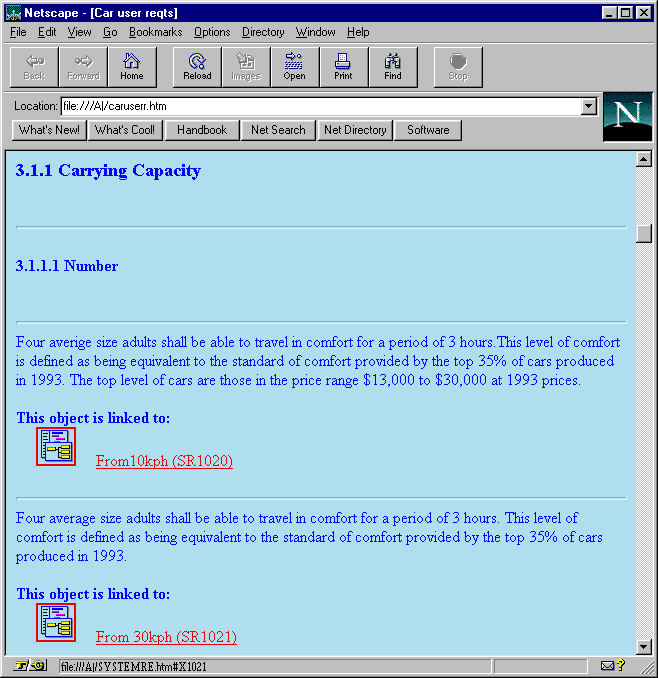 Netscape - [Car user reqts]
File Edit View Go Bookmarks Options Directory Window Help
Back Forward Home Reload Images Open Print Find Stop
Location: file:///A|/caruserr.htm
N
What's New! What's Cool! Handbook Net Search Net Directory Software
3.1.1 Carrying Capacity
3.1.1.1 Number
Four averige size adults shall be able to travel in comfort for a period of 3 hours.This level of comfort
is defined as being equivalent to the standard of comfort provided by the top 35% of cars produced
in 1993. The top level of cars are those in the price range $13,000 to $30,000 at 1993 prices.
This object is linked to:
From10kph (SR1020)
Four average size adults shall be able to travel in comfort for a period of 3 hours. This level of
comfort is defined as being equivalent to the standard of comfort provided by the top 35% of cars
produced in 1993.
This object is linked to:
From 30kph (SR1021)
file:///A|/SYSTEMRE.htm#X1021